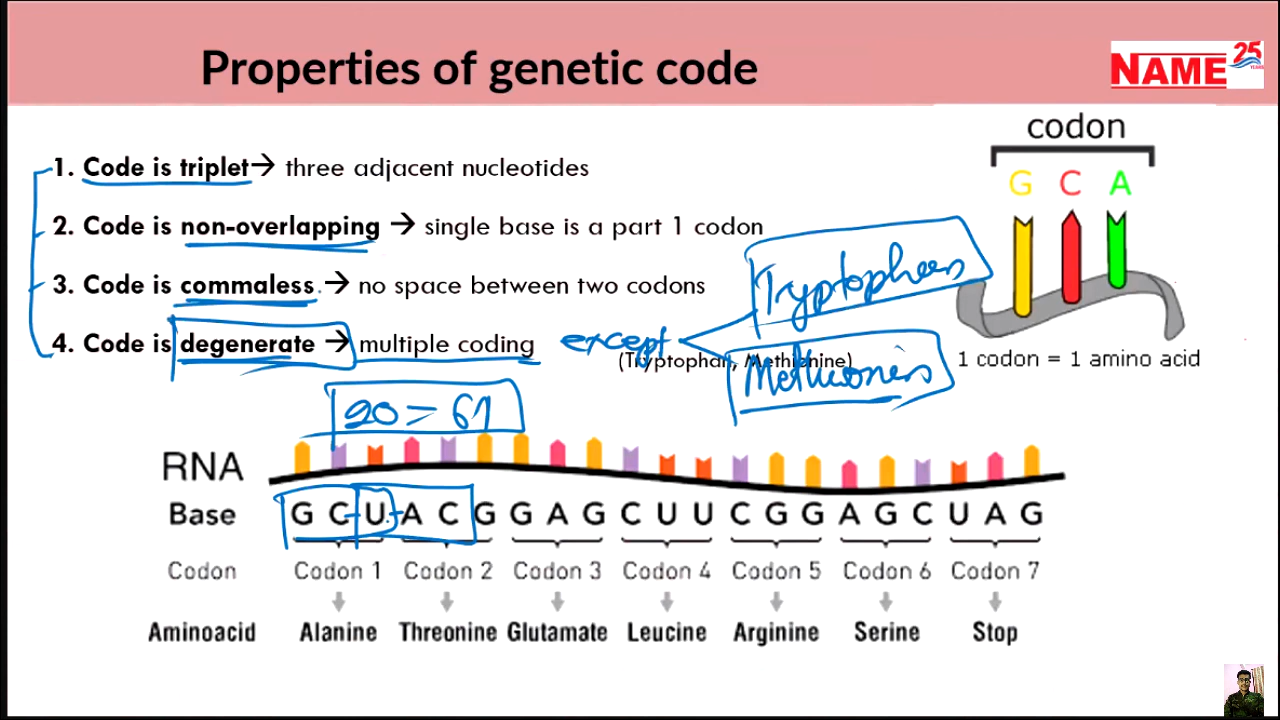 Properties of genetic code
NAME 25 YEARS
codon
G C A
1. Code is triplet→ three adjacent nucleotides
2. Code is non-overlapping → single base is a part 1 codon
3. Code is commaless → no space between two codons
4. Code is degenerate → multiple coding
except
Tryptophan
(Tryptophan, Methionine)
Methionine
1 codon = 1 amino acid
20 = 61
RNA
Base G C U A C G G A G C U U C G G A G C U A G
Codon Codon 1 Codon 2 Codon 3 Codon 4 Codon 5 Codon 6 Codon 7
Aminoacid Alanine Threonine Glutamate Leucine Arginine Serine Stop